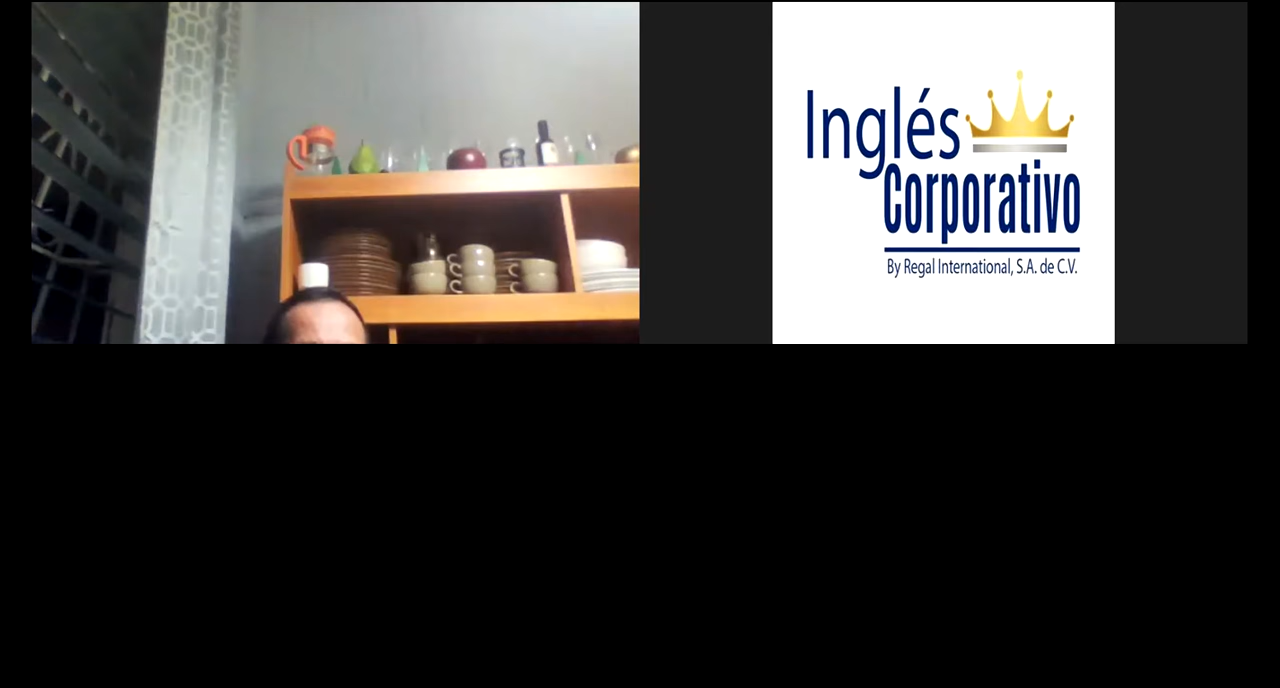 Inglés
Corporativo
By Regal International, S.A. de C.V.